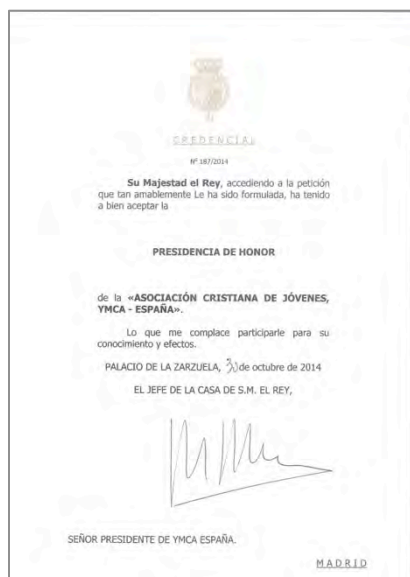 CREDENCIAL
Nº 187/2014
Su Majestad el Rey, accediendo a la petición
que tan amablemente Le ha sido formulada, ha tenido
a bien aceptar la
PRESIDENCIA DE HONOR
de la «ASOCIACIÓN CRISTIANA DE JÓVENES,
YMCA - ESPAÑA».
Lo que me complace participarle para su
conocimiento y efectos.
PALACIO DE LA ZARZUELA, de octubre de 2014
EL JEFE DE LA CASA DE S.M. EL REY,
SEÑOR PRESIDENTE DE YMCA ESPAÑA.
MADRID